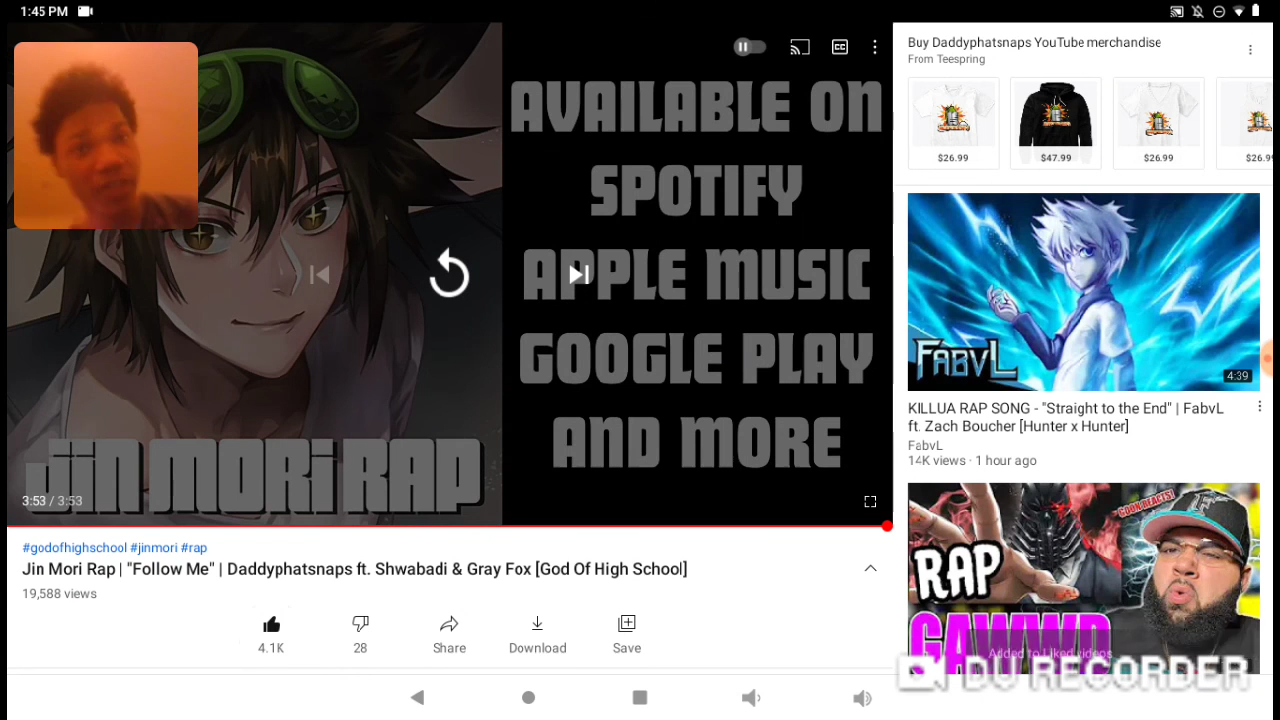 1:45 PM
AVAILABLE ON
SPOTIFY
APPLE MUSIC
GOOGLE PLAY
AND MORE
JiN MORi RAP
3:53 / 3:53
#godofhighschool #jinmori #rap
Jin Mori Rap | "Follow Me" | Daddyphatsnaps ft. Shwabadi & Gray Fox [God Of High School]
19,588 views
4.1K
28
Share
Download
Save
Buy Daddyphatsnaps YouTube merchandise
From Teespring
$26.99
$47.99
$26.99
$26.9
FABVL
4:39
KILLUA RAP SONG - "Straight to the End" | FabvL
ft. Zach Boucher [Hunter x Hunter]
FabvL
14K views · 1 hour ago
COOK REACTS!
RAP
GAWWD
Added to Liked videos
DU RECORDER